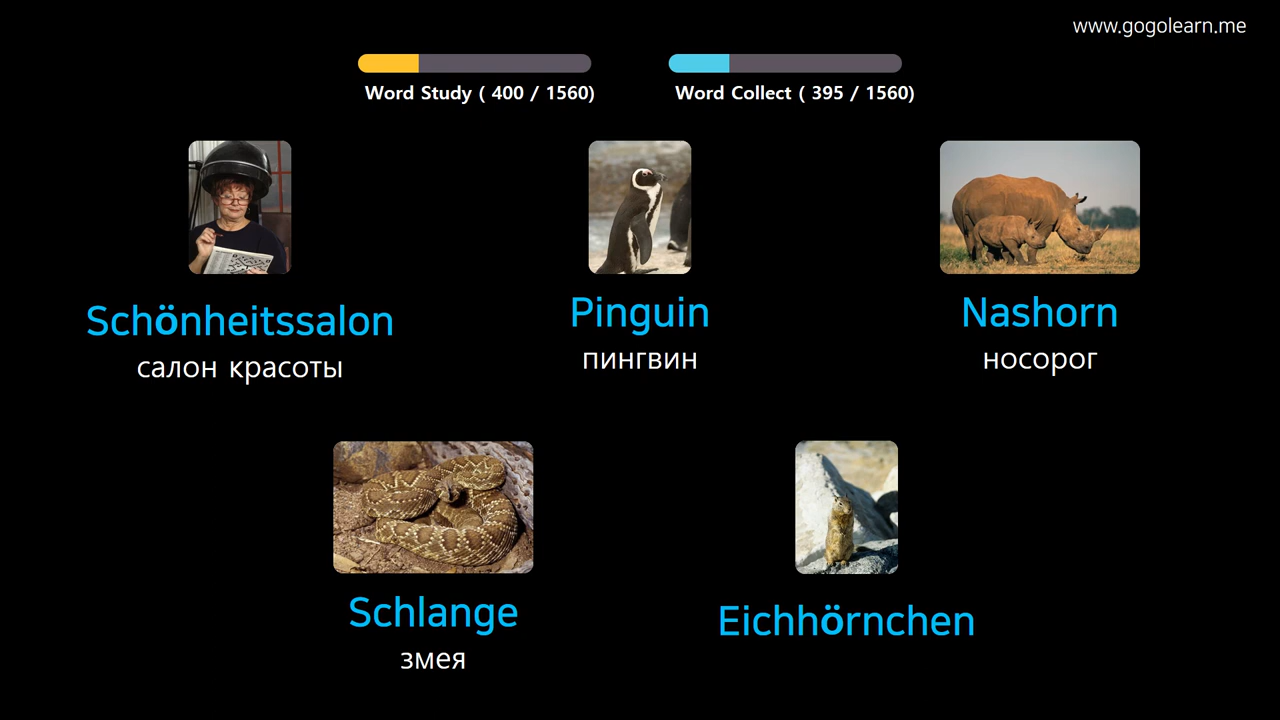 www.gogolearn.me
Word Study ( 400 / 1560)
Word Collect ( 395 / 1560)
Schönheitssalon
салон красоты
Pinguin
пингвин
Nashorn
носорог
Schlange
змея
Eichhörnchen